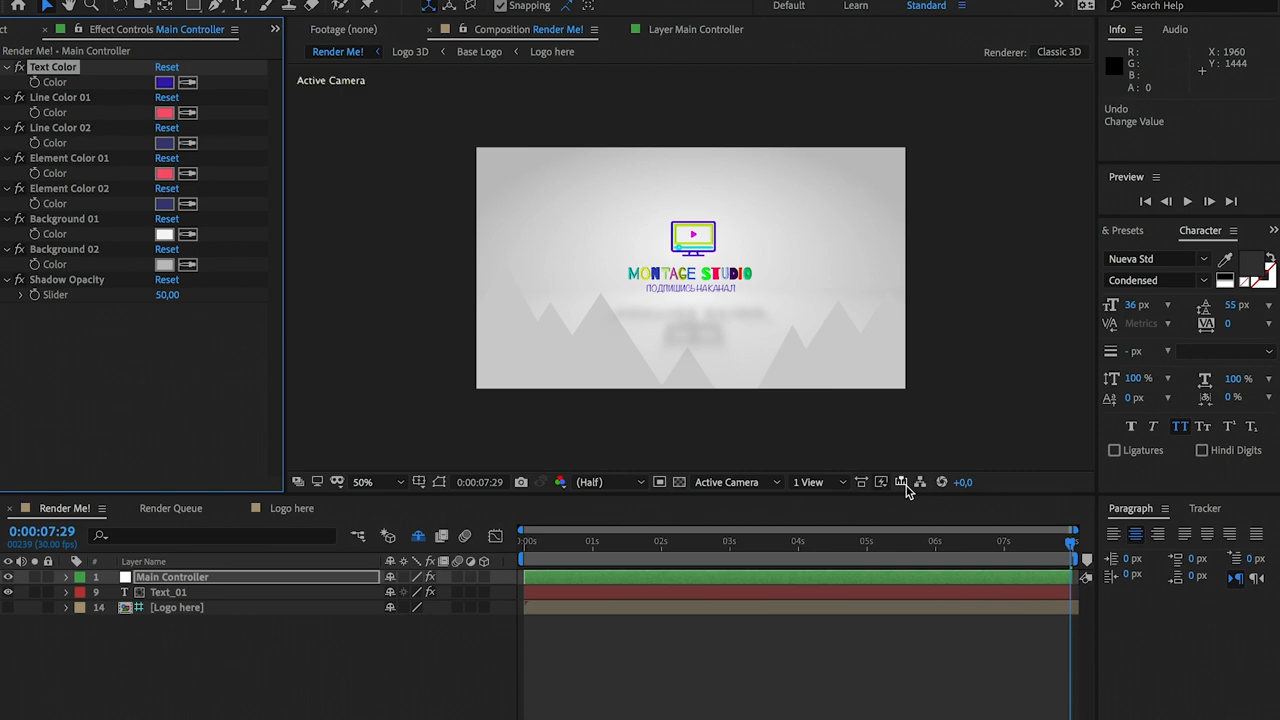 Snapping
Default
Learn
Standard
Search Help
ct
Effect Controls Main Controller
Footage (none)
Composition Render Me!
Layer Main Controller
Info
Audio
Render Me! • Main Controller
Render Me!
Logo 3D
Base Logo
Logo here
Renderer:
Classic 3D
R:
G:
B:
A: 0
X: 1960
Y: 1444
Text Color
Reset
Color
Line Color 01
Reset
Color
Line Color 02
Reset
Color
Element Color 01
Reset
Color
Element Color 02
Reset
Color
Background 01
Reset
Color
Background 02
Reset
Color
Shadow Opacity
Reset
Slider
50,00
Active Camera
MONTAGE STUDIO
ПОДПИШИСЬ НА КАНАЛ
Undo
Change Value
Preview
& Presets
Character
Nueva Std
Condensed
36 px
55 px
Metrics
0
- px
100 %
100 %
0 px
0 %
TT
Ligatures
Hindi Digits
50%
0:00:07:29
(Half)
Active Camera
1 View
+0,0
Render Me!
Render Queue
Logo here
Paragraph
Tracker
0:00:07:29
00239 (30.00 fps)
:00s
01s
02s
03s
04s
05s
06s
07s
#
Layer Name
1
Main Controller
9
Text_01
14
[Logo here]
0 px
0 px
0 px
0 px
0 px